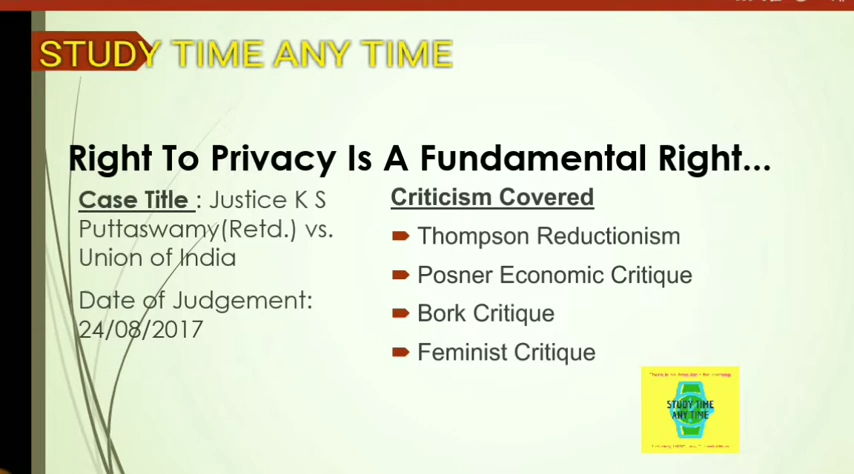 STUDY TIME ANY TIME
Right To Privacy Is A Fundamental Right...
Case Title : Justice K S
Puttaswamy(Retd.) vs.
Union of India
Date of Judgement:
24/08/2017
Criticism Covered
Thompson Reductionism
Posner Economic Critique
Bork Critique
Feminist Critique
STUDY TIME
ANY TIME